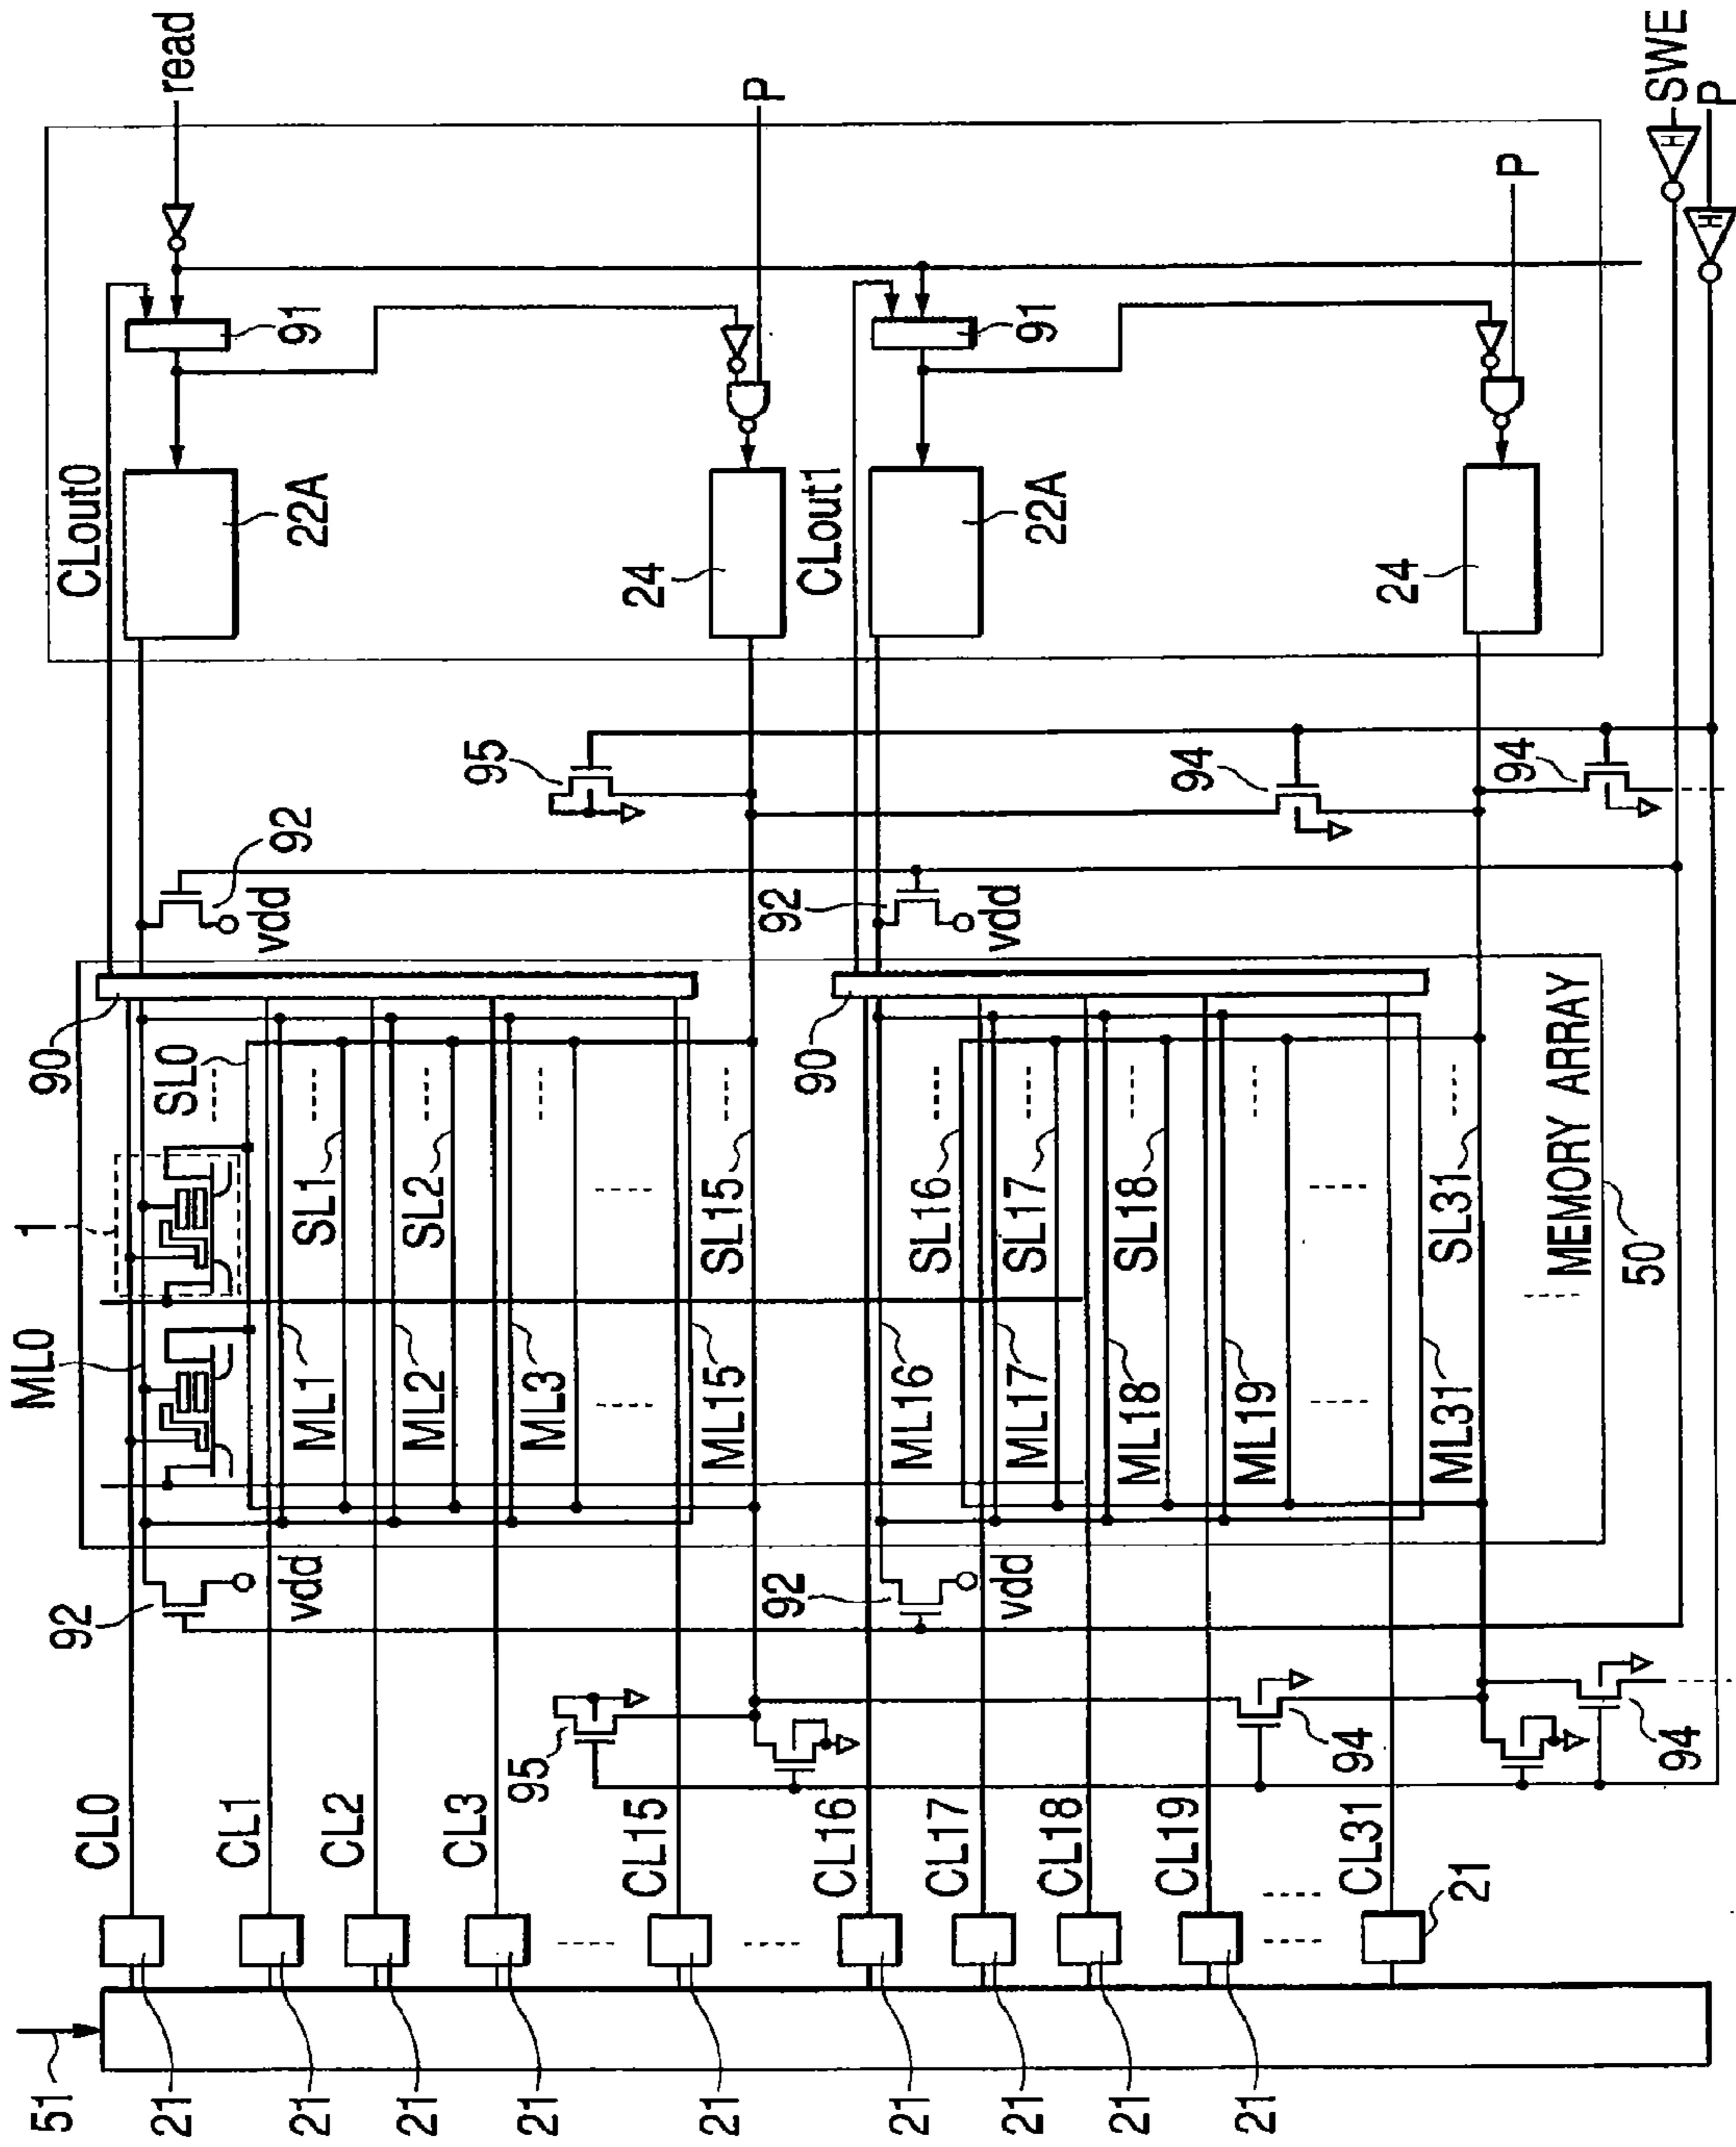 read
P
P
SWE
P
CLout0
91
22A
24
CLout1
91
22A
24
95
94
94
92
vdd
92
vdd
90
SL0
1
ML0
SL1
SL2
SL15
ML1
ML2
ML3
ML15
90
SL16
SL17
SL18
SL31
ML16
ML17
ML18
ML19
ML31
MEMORY ARRAY
50
92
vdd
92
vdd
95
94
94
CL0
CL1
CL2
CL3
CL15
CL16
CL17
CL18
CL19
CL31
21
51
21
21
21
21
21
21
21
21
21
H
H